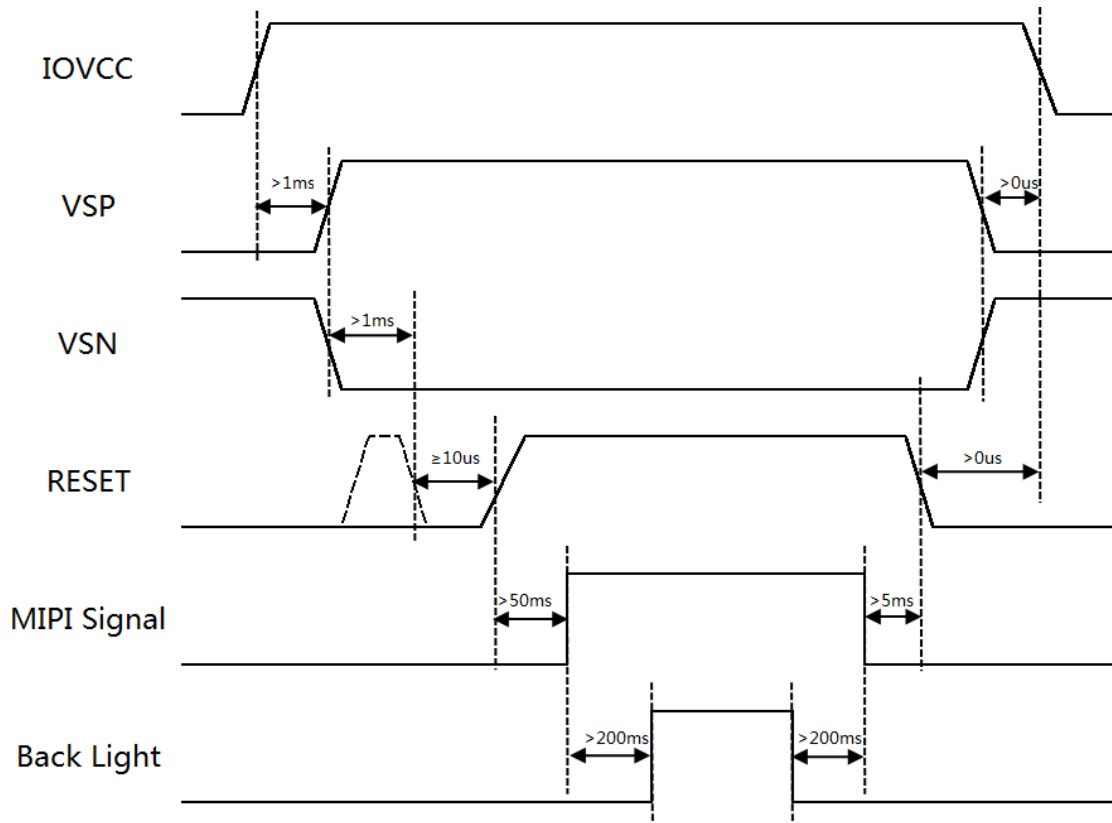 IOVCC
VSP
>1ms
>0us
VSN
>1ms
RESET
≥10us
>0us
MIPI Signal
>50ms
>5ms
Back Light
>200ms
>200ms